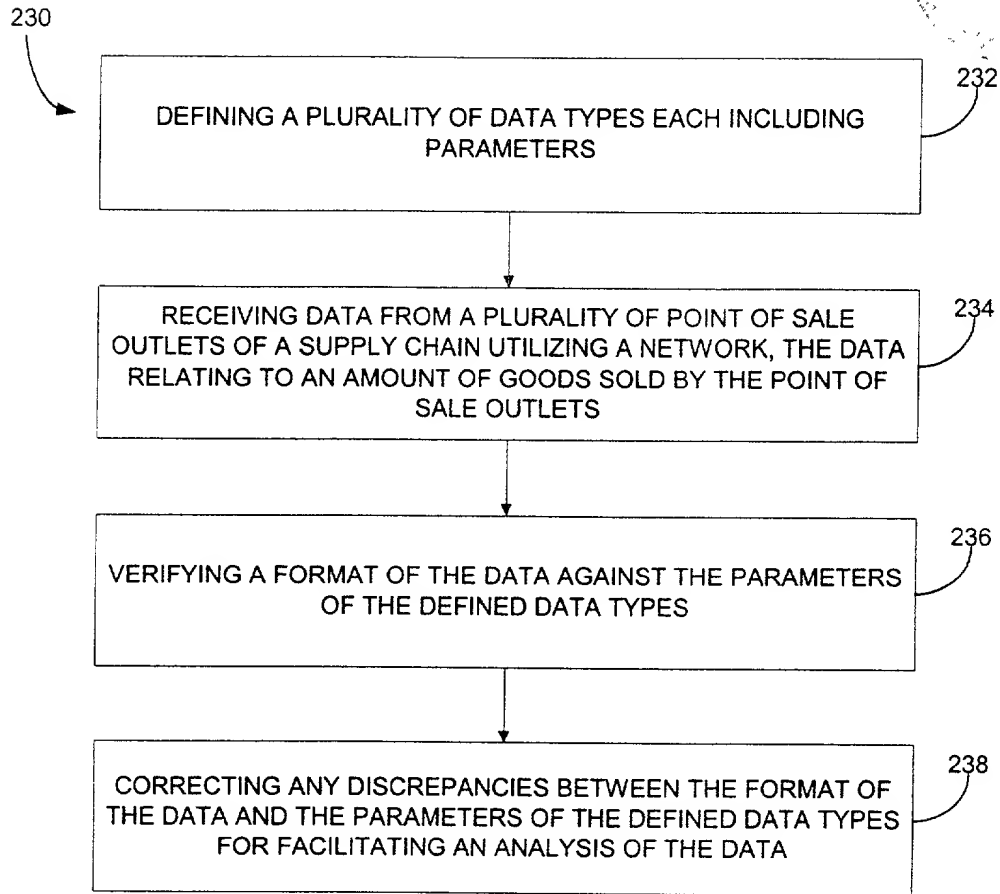 230
232
DEFINING A PLURALITY OF DATA TYPES EACH INCLUDING
PARAMETERS
234
RECEIVING DATA FROM A PLURALITY OF POINT OF SALE
OUTLETS OF A SUPPLY CHAIN UTILIZING A NETWORK, THE DATA
RELATING TO AN AMOUNT OF GOODS SOLD BY THE POINT OF
SALE OUTLETS
236
VERIFYING A FORMAT OF THE DATA AGAINST THE PARAMETERS
OF THE DEFINED DATA TYPES
238
CORRECTING ANY DISCREPANCIES BETWEEN THE FORMAT OF
THE DATA AND THE PARAMETERS OF THE DEFINED DATA TYPES
FOR FACILITATING AN ANALYSIS OF THE DATA